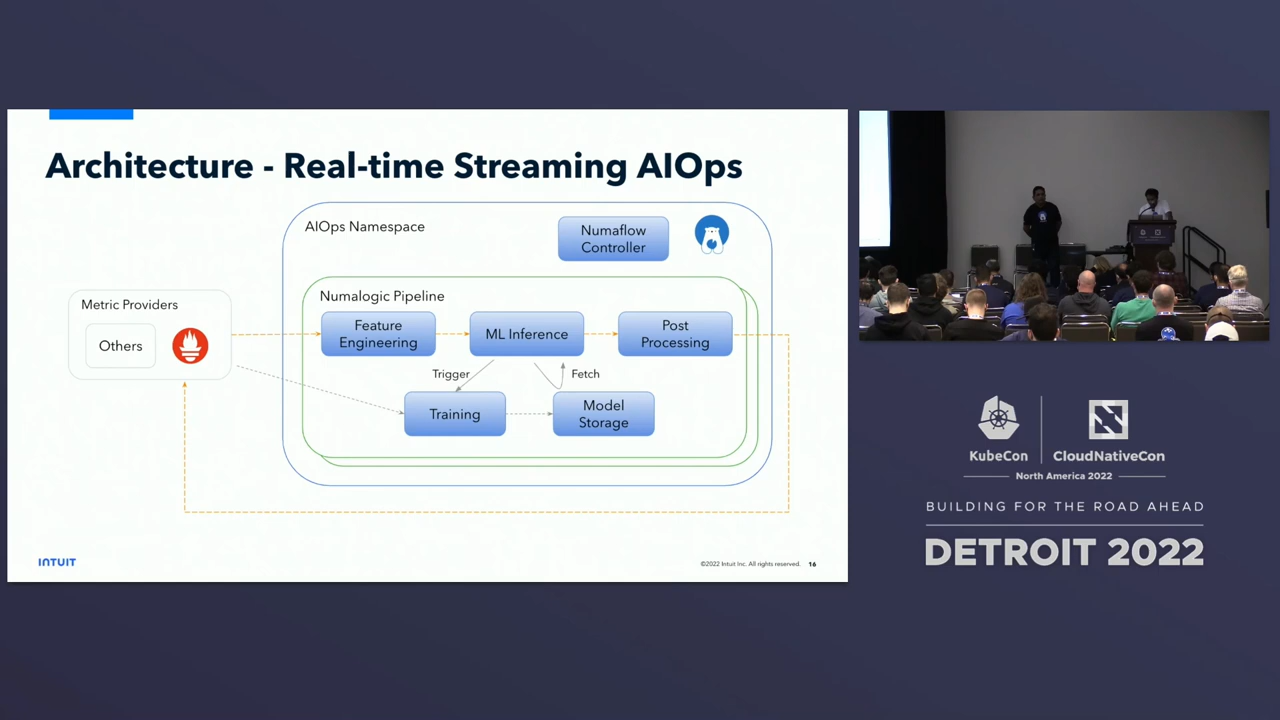 Architecture - Real-time Streaming AIOps
AIOps Namespace
Numaflow
Controller
Metric Providers
Others
Numalogic Pipeline
Feature
Engineering
ML Inference
Post
Processing
Trigger
Fetch
Training
Model
Storage
INTUIT
©2022 Intuit Inc. All rights reserved. 16
KubeCon
CloudNativeCon
North America 2022
BUILDING FOR THE ROAD AHEAD
DETROIT 2022